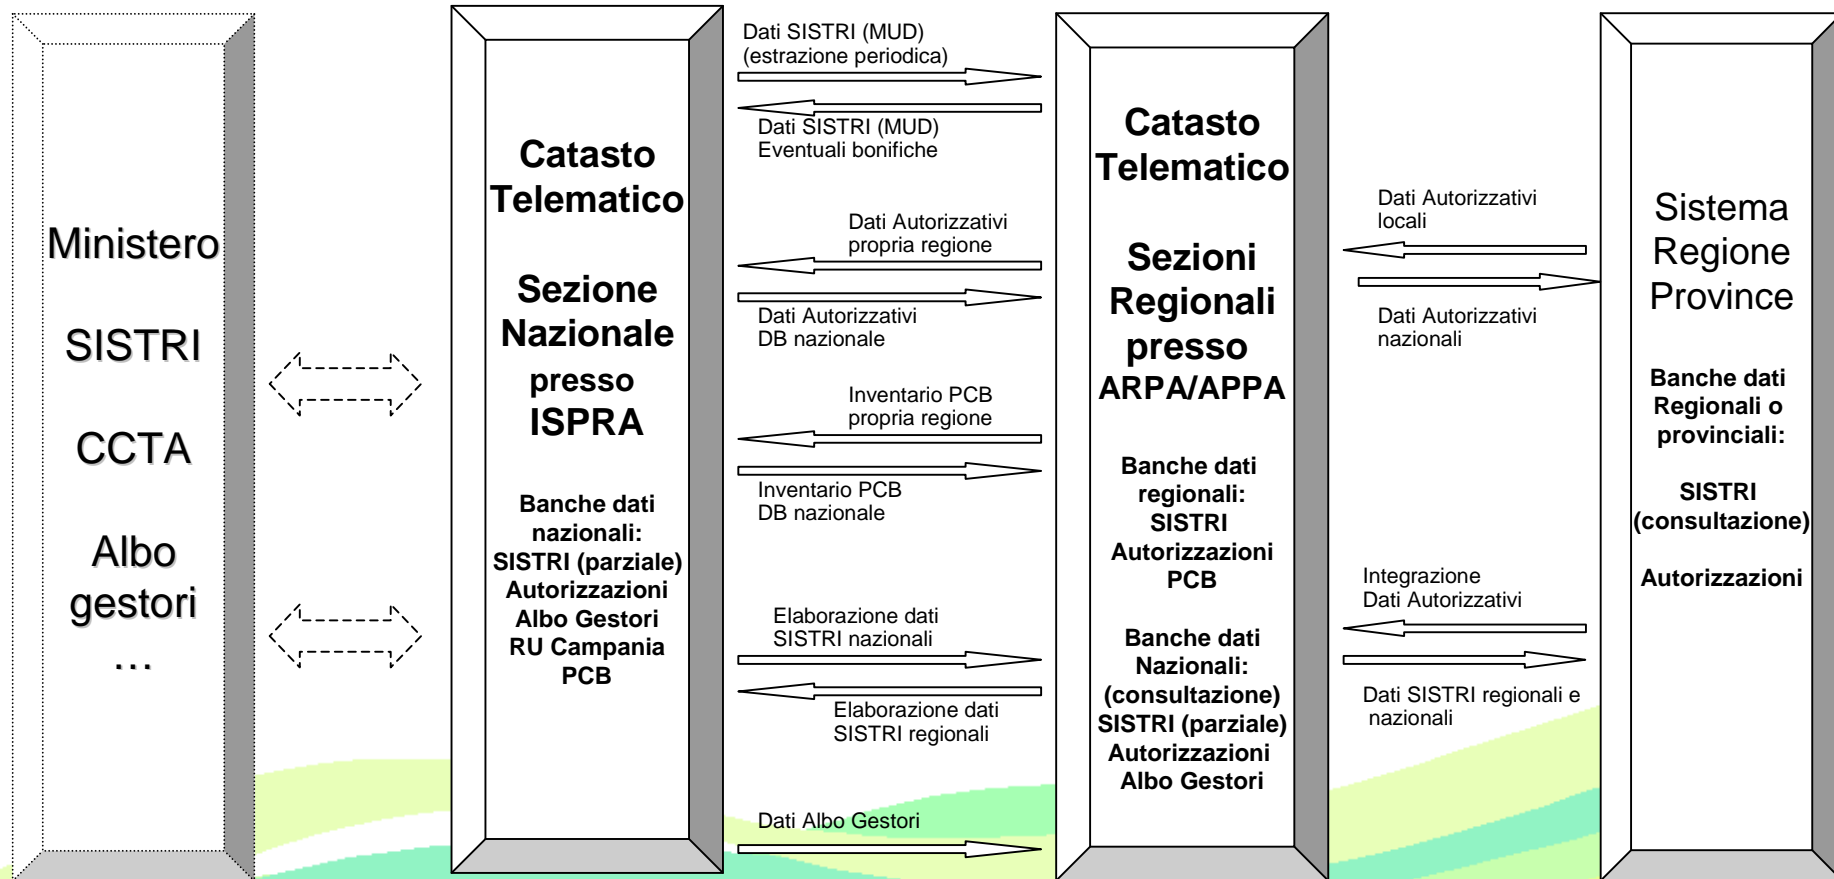 Ministero
SISTRI
CCTA
Albo
gestori
…
Catasto
Telematico
Sezione
Nazionale
presso
ISPRA
Banche dati
nazionali:
SISTRI (parziale)
Autorizzazioni
Albo Gestori
RU Campania
PCB
Dati SISTRI (MUD)
(estrazione periodica)
Dati SISTRI (MUD)
Eventuali bonifiche
Dati Autorizzativi
propria regione
Dati Autorizzativi
DB nazionale
Inventario PCB
propria regione
Inventario PCB
DB nazionale
Elaborazione dati
SISTRI nazionali
Elaborazione dati
SISTRI regionali
Dati Albo Gestori
Catasto
Telematico
Sezioni
Regionali
presso
ARPA/APPA
Banche dati
regionali:
SISTRI
Autorizzazioni
PCB
Banche dati
Nazionali:
(consultazione)
SISTRI (parziale)
Autorizzazioni
Albo Gestori
Dati Autorizzativi
locali
Dati Autorizzativi
nazionali
Integrazione
Dati Autorizzativi
Dati SISTRI regionali e
nazionali
Sistema
Regione
Province
Banche dati
Regionali o
provinciali:
SISTRI
(consultazione)
Autorizzazioni